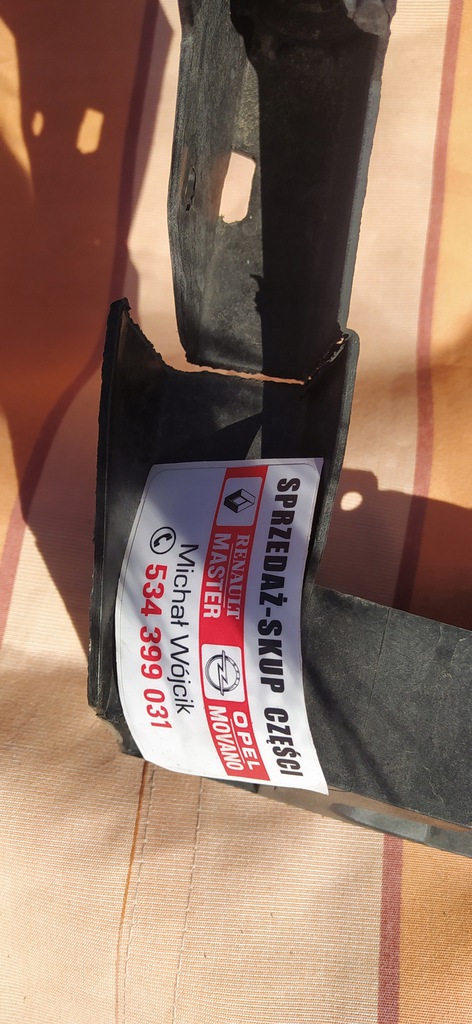 SPRZEDAŻ-SKUP CZĘŚCI
RENAULT
MASTER
OPEL
MOVANO
Michał Wójcik
534 399 031